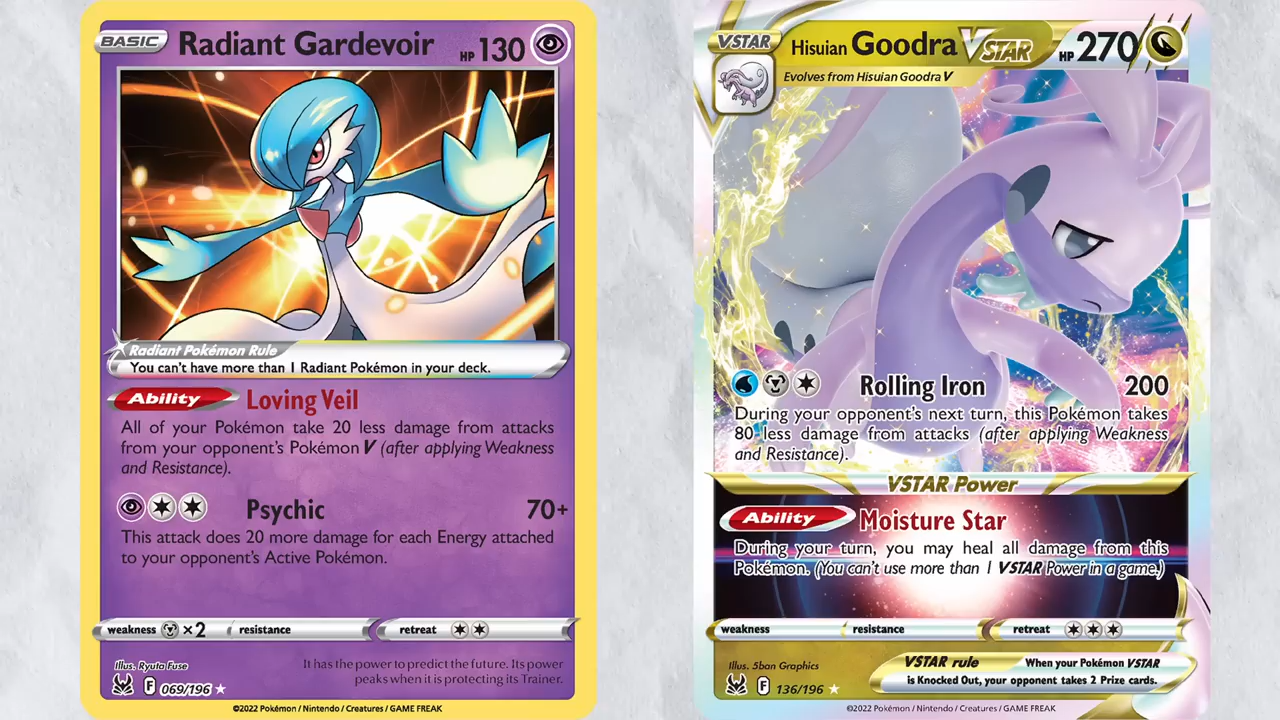 BASIC Radiant Gardevoir HP 130
Radiant Pokémon Rule
You can't have more than 1 Radiant Pokémon in your deck.
Ability Loving Veil
All of your Pokémon take 20 less damage from attacks
from your opponent's Pokémon V (after applying Weakness
and Resistance).
Psychic 70+
This attack does 20 more damage for each Energy attached
to your opponent's Active Pokémon.
weakness ×2 resistance retreat
Illus. Ryuta Fuse
It has the power to predict the future. Its power
peaks when it is protecting its Trainer.
F 069/196
©2022 Pokémon / Nintendo / Creatures / GAME FREAK
VSTAR Hisuian Goodra VSTAR HP 270
Evolves from Hisuian Goodra V
Rolling Iron 200
During your opponent's next turn, this Pokémon takes
80 less damage from attacks (after applying Weakness
and Resistance).
VSTAR Power
Ability Moisture Star
During your turn, you may heal all damage from this
Pokémon. (You can't use more than 1 VSTAR Power in a game.)
weakness resistance retreat
Illus. 5ban Graphics
VSTAR rule When your Pokémon VSTAR
is Knocked Out, your opponent takes 2 Prize cards.
F 136/196
©2022 Pokémon / Nintendo / Creatures / GAME FREAK